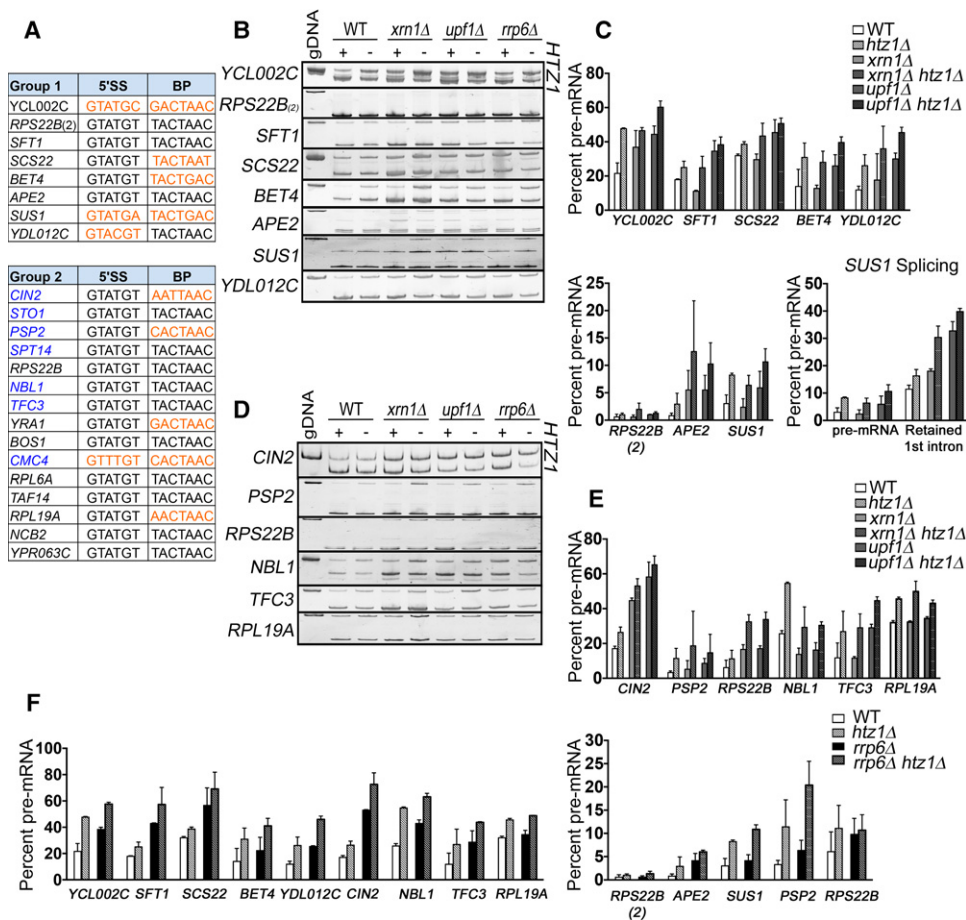 A
Group 1 5'SS BP
YCL002C GTATGC GACTAAC
RPS22B(2) GTATGT TACTAAC
SFT1 GTATGT TACTAAC
SCS22 GTATGT TACTAAT
BET4 GTATGT TACTGAC
APE2 GTATGT TACTAAC
SUS1 GTATGA TACTGAC
YDL012C GTACGT TACTAAC
Group 2 5'SS BP
CIN2 GTATGT AATTAAC
STO1 GTATGT TACTAAC
PSP2 GTATGT CACTAAC
SPT14 GTATGT TACTAAC
RPS22B GTATGT TACTAAC
NBL1 GTATGT TACTAAC
TFC3 GTATGT TACTAAC
YRA1 GTATGT GACTAAC
BOS1 GTATGT TACTAAC
CMC4 GTTTGT CACTAAC
RPL6A GTATGT TACTAAC
TAF14 GTATGT TACTAAC
RPL19A GTATGT AACTAAC
NCB2 GTATGT TACTAAC
YPR063C GTATGT TACTAAC
B
gDNA WT xrn1Δ upf1Δ rrp6Δ
+ - + - + - + - HTZ1
YCL002C
RPS22B(2)
SFT1
SCS22
BET4
APE2
SUS1
YDL012C
C
WT
htz1Δ
xrn1Δ
xrn1Δ htz1Δ
upf1Δ
upf1Δ htz1Δ
Percent pre-mRNA
80
60
40
20
0
YCL002C SFT1 SCS22 BET4 YDL012C
Percent pre-mRNA
25
20
15
10
5
0
RPS22B APE2 SUS1
(2)
SUS1 Splicing
Percent pre-mRNA
50
40
30
20
10
0
pre-mRNA Retained
1st intron
D
gDNA WT xrn1Δ upf1Δ rrp6Δ
+ - + - + - + - HTZ1
CIN2
PSP2
RPS22B
NBL1
TFC3
RPL19A
E
WT
htz1Δ
xrn1Δ
xrn1Δ htz1Δ
upf1Δ
upf1Δ htz1Δ
Percent pre-mRNA
80
60
40
20
0
CIN2 PSP2 RPS22B NBL1 TFC3 RPL19A
F
Percent pre-mRNA
100
80
60
40
20
0
YCL002C SFT1 SCS22 BET4 YDL012C CIN2 NBL1 TFC3 RPL19A
WT
htz1Δ
rrp6Δ
rrp6Δ htz1Δ
Percent pre-mRNA
30
25
20
15
10
5
0
RPS22B APE2 SUS1 PSP2 RPS22B
(2)